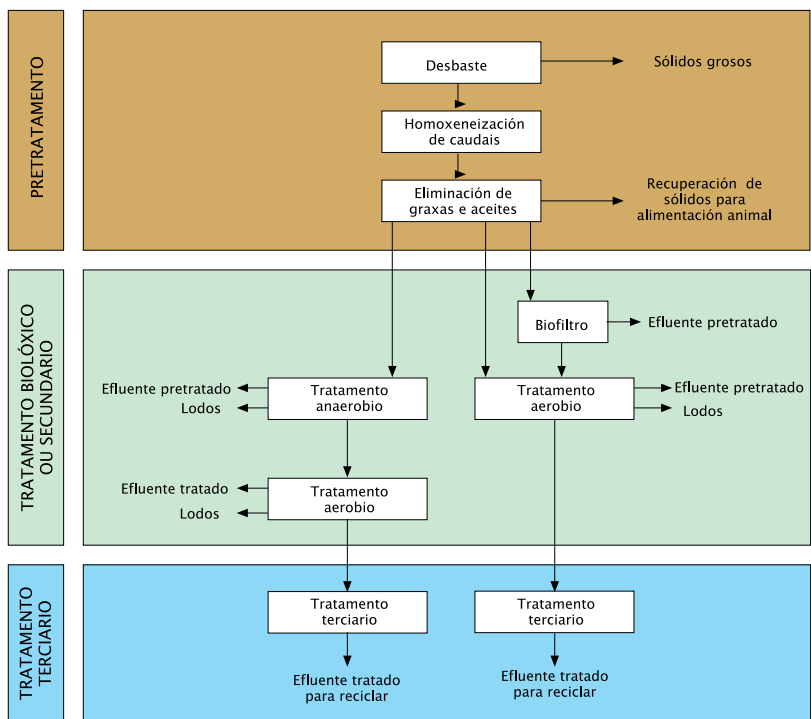 PRETRATAMENTO
Desbaste
Sólidos grosos
Homoxeneización
de caudais
Eliminación de
graxas e aceites
Recuperación de
sólidos para
alimentación animal
TRATAMENTO BIOLÓXICO
OU SECUNDARIO
Biofiltro
Efluente pretratado
Efluente pretratado
Lodos
Tratamento
anaerobio
Tratamento
aerobio
Efluente pretratado
Lodos
Efluente tratado
Lodos
Tratamento
aerobio
TRATAMENTO
TERCIARIO
Tratamento
terciario
Tratamento
terciario
Efluente tratado
para reciclar
Efluente tratado
para reciclar